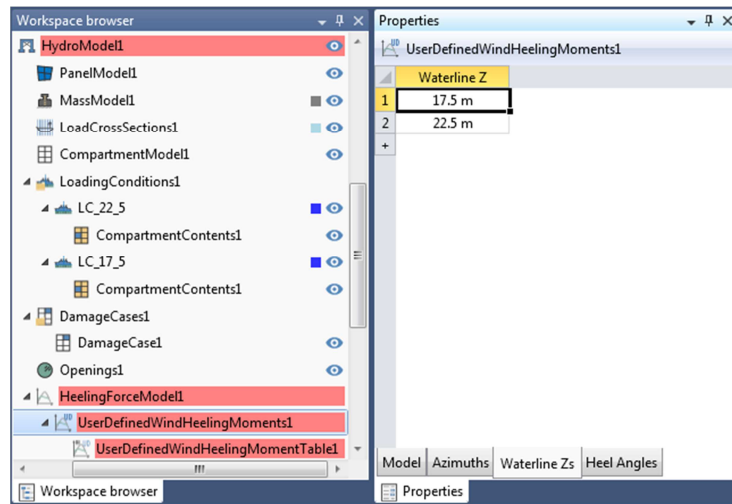 Workspace browser
HydroModel1
PanelModel1
MassModel1
LoadCrossSections1
CompartmentModel1
LoadingConditions1
LC_22_5
CompartmentContents1
LC_17_5
CompartmentContents1
DamageCases1
DamageCase1
Openings1
HeelingForceModel1
UserDefinedWindHeelingMoments1
UserDefinedWindHeelingMomentTable1
Workspace browser
Properties
UD UserDefinedWindHeelingMoments1
Waterline Z
1 17.5 m
2 22.5 m
+
Model Azimuths Waterline Zs Heel Angles
Properties